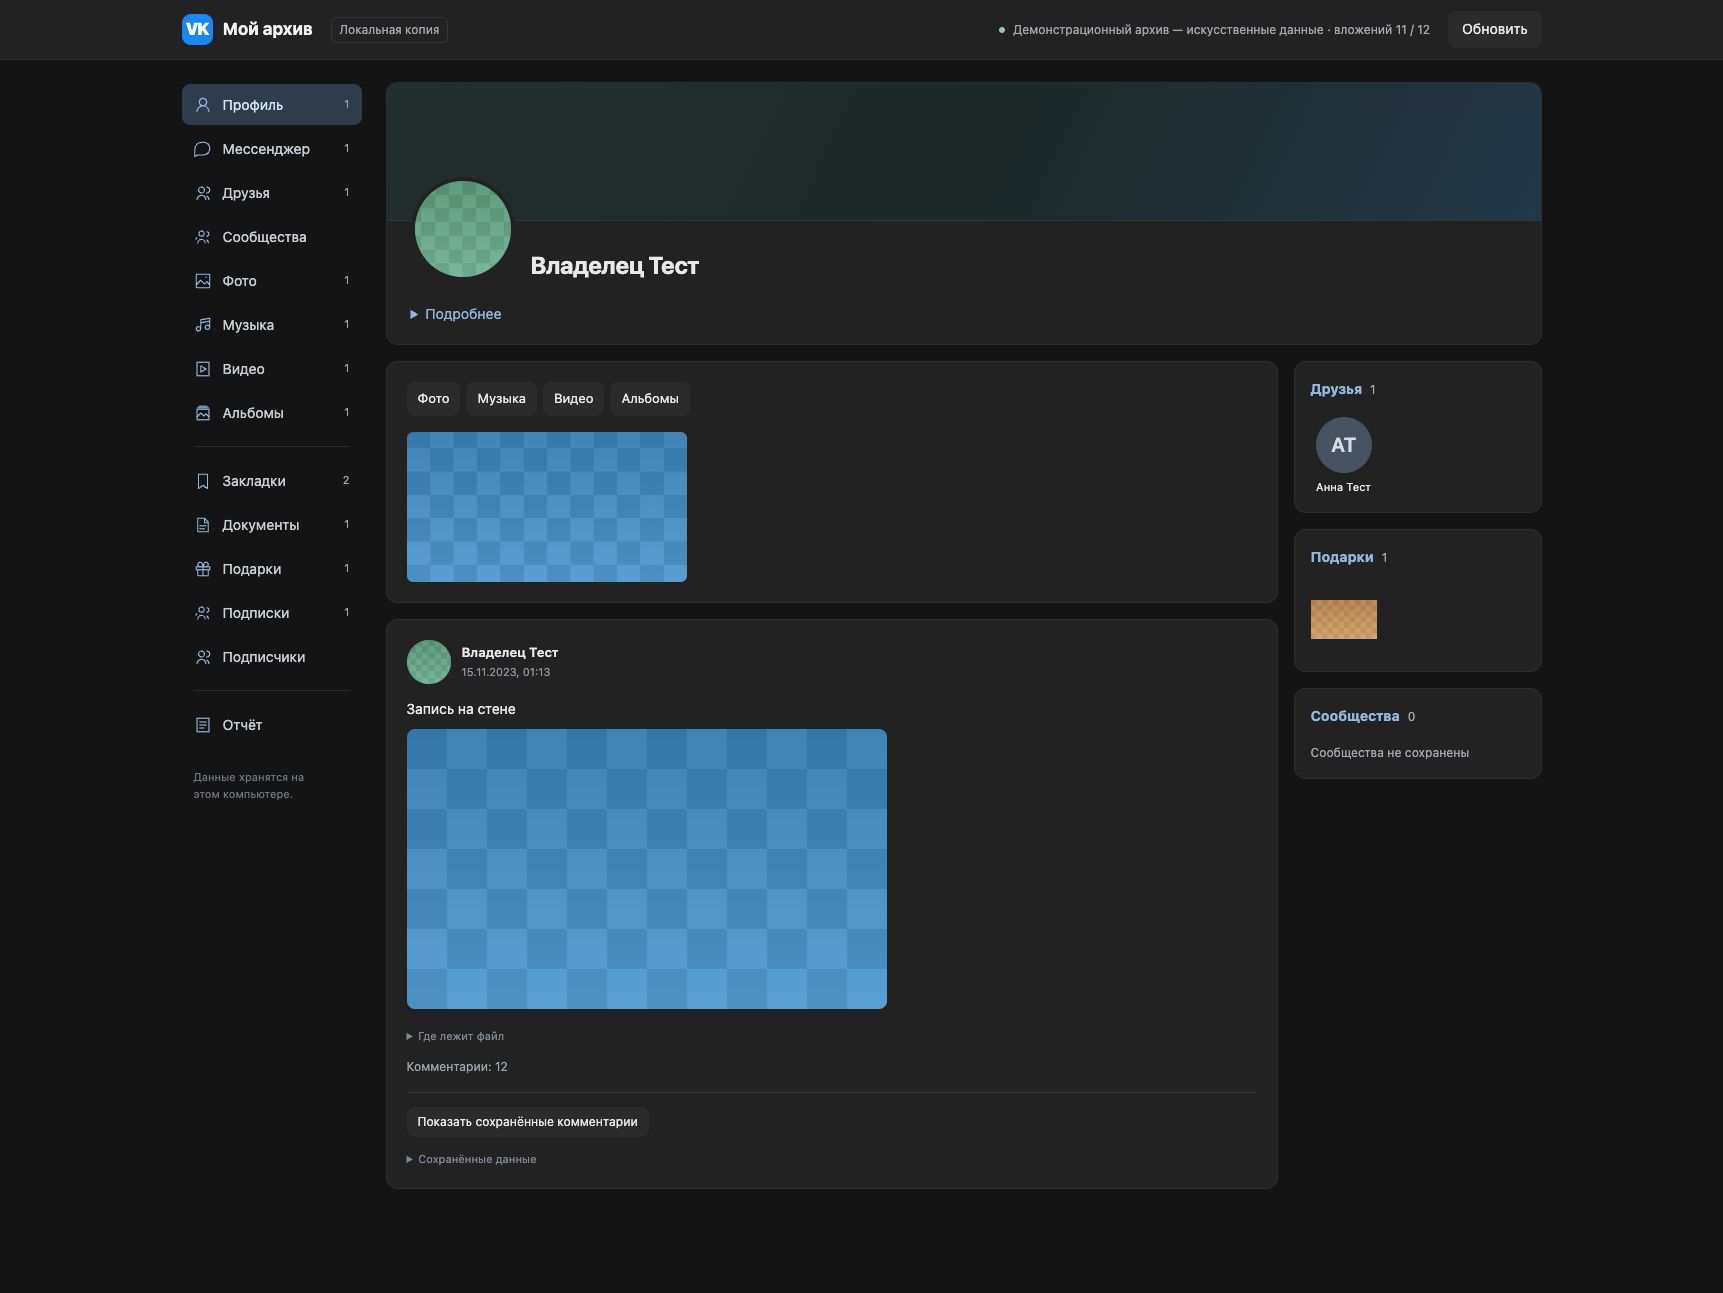 VK Мой архив Локальная копия
Демонстрационный архив — искусственные данные · вложений 11 / 12 Обновить
Профиль 1
Мессенджер 1
Друзья 1
Сообщества
Фото 1
Музыка 1
Видео 1
Альбомы 1
Закладки 2
Документы 1
Подарки 1
Подписки 1
Подписчики
Отчёт
Данные хранятся на
этом компьютере.
Владелец Тест
Подробнее
Фото Музыка Видео Альбомы
Владелец Тест
15.11.2023, 01:13
Запись на стене
Где лежит файл
Комментарии: 12
Показать сохранённые комментарии
Сохранённые данные
Друзья 1
АТ
Анна Тест
Подарки 1
Сообщества 0
Сообщества не сохранены